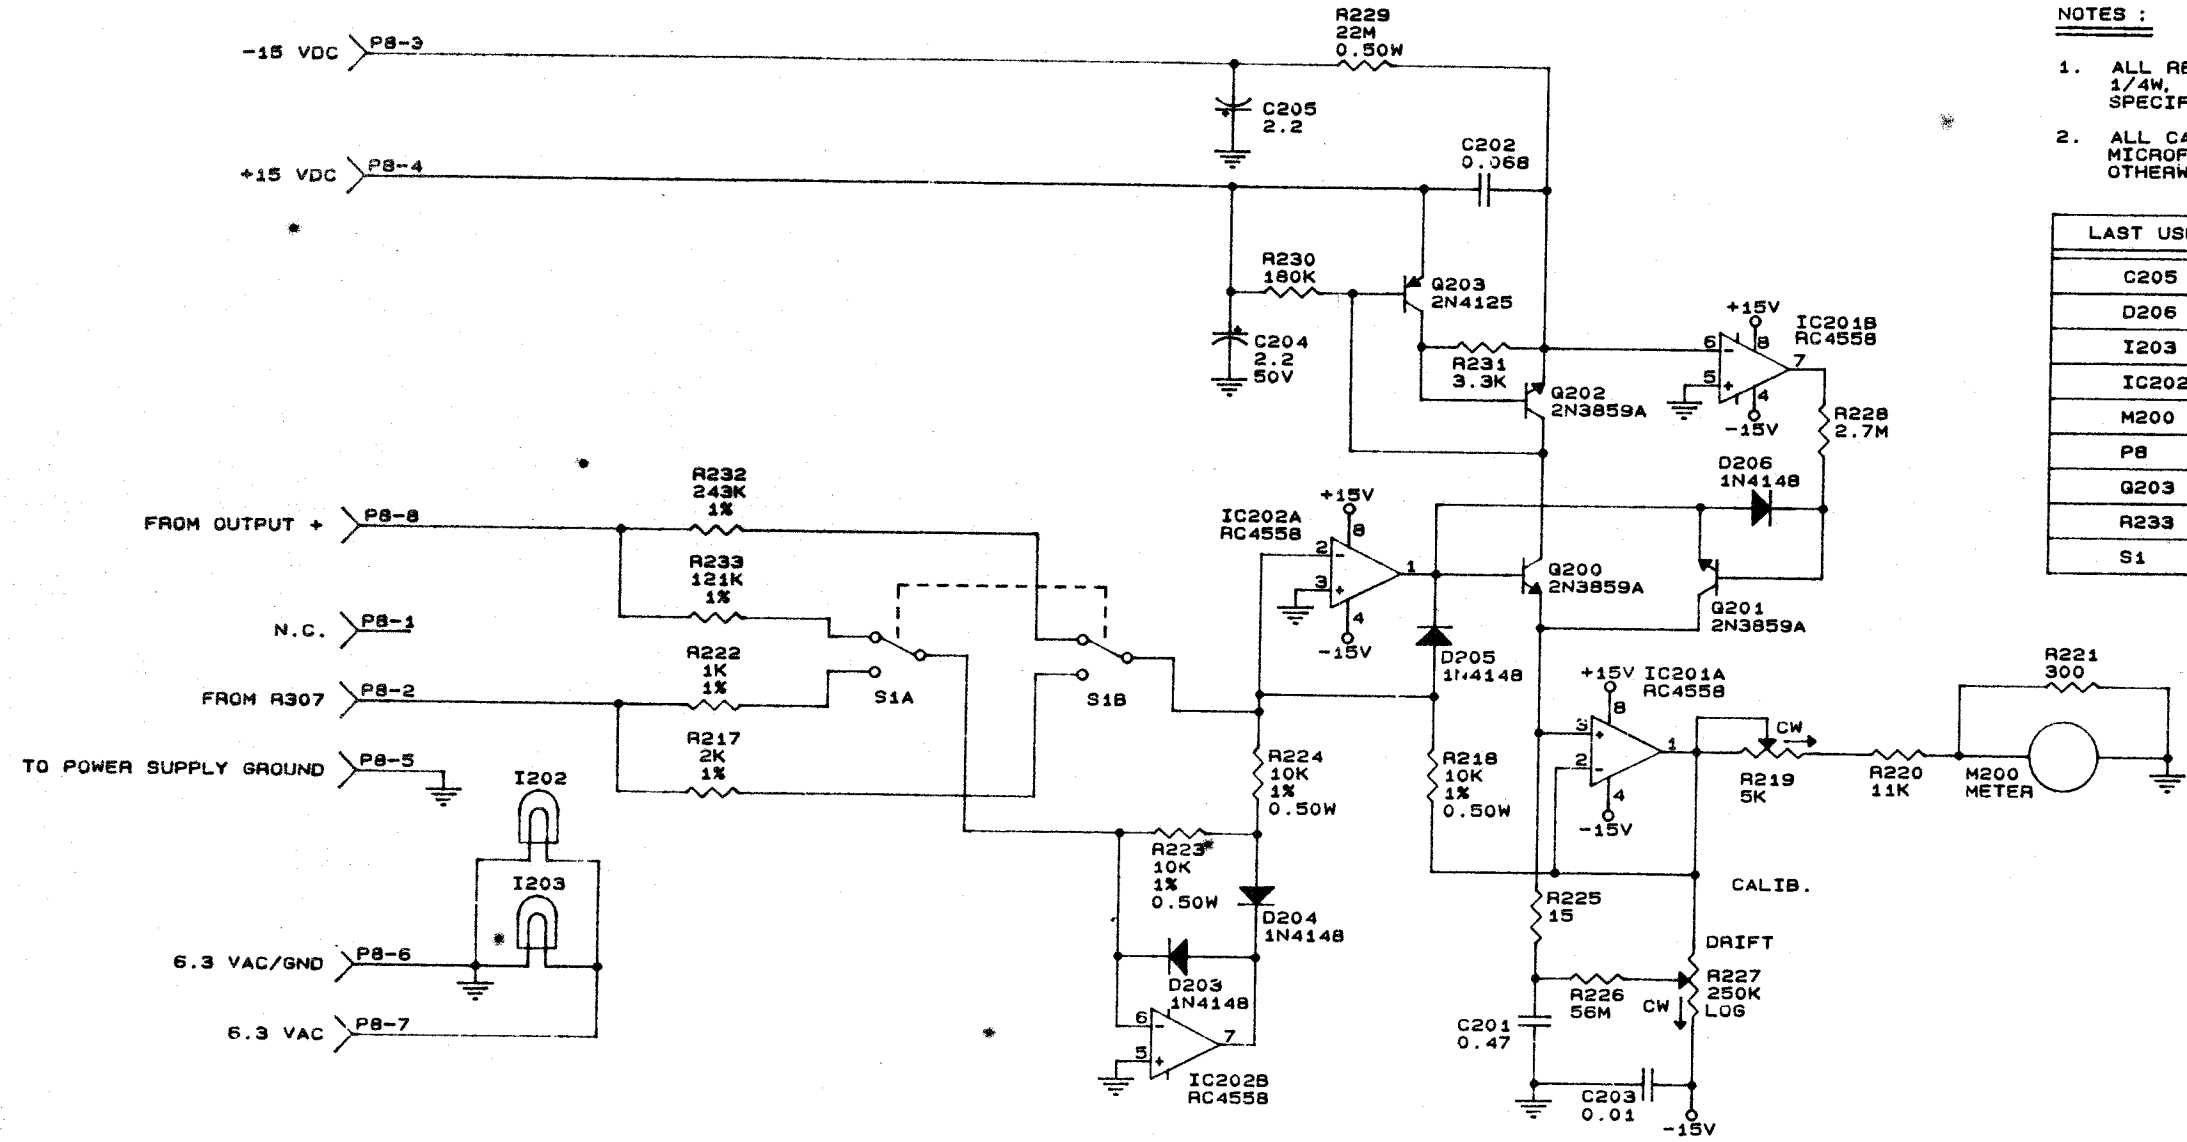 NOTES :
1. ALL RE
1/4W,
SPECIF
2. ALL CA
MICROF
OTHERW
LAST US
C205
D206
I203
IC202
M200
P8
Q203
R233
S1
-15 VDC
P8-3
R229
22M
0.50W
C205
2.2
+15 VDC
P8-4
C202
0.068
R230
180K
Q203
2N4125
C204
2.2
50V
R231
3.3K
Q202
2N3859A
+15V
IC201B
RC4558
6
-
8
7
5
+
4
-15V
R228
2.7M
D206
1N4148
FROM OUTPUT +
P8-8
R232
243K
1%
R233
121K
1%
N.C.
P8-1
R222
1K
1%
FROM R307
P8-2
S1A
S1B
R217
2K
1%
TO POWER SUPPLY GROUND
P8-5
+15V
IC202A
RC4558
2
-
8
1
3
+
4
-15V
Q200
2N3859A
Q201
2N3859A
D205
1N4148
+15V
IC201A
RC4558
3
+
8
1
2
-
4
-15V
CW
R219
5K
R220
11K
R221
300
M200
METER
R224
10K
1%
0.50W
R218
10K
1%
0.50W
R223
10K
1%
0.50W
I202
I203
D204
1N4148
D203
1N4148
6.3 VAC/GND
P8-6
6.3 VAC
P8-7
6
-
7
5
+
IC202B
RC4558
R225
15
CALIB.
DRIFT
R227
250K
LOG
CW
R226
56M
C201
0.47
C203
0.01
-15V